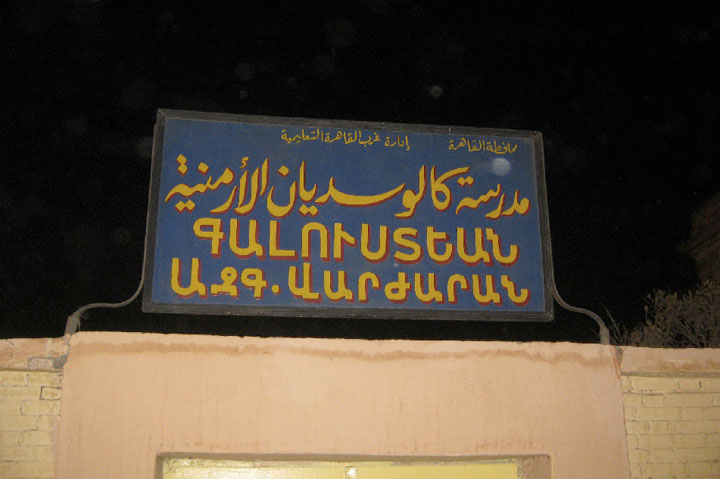 محافظة القاهرة إدارة غرب القاهرة التعليمية
مدرسة كالوسديان الأرمنية
ԳԱԼՈՒՍՏԵԱՆ
ԱԶԳ. ՎԱՐԺԱՐԱՆ